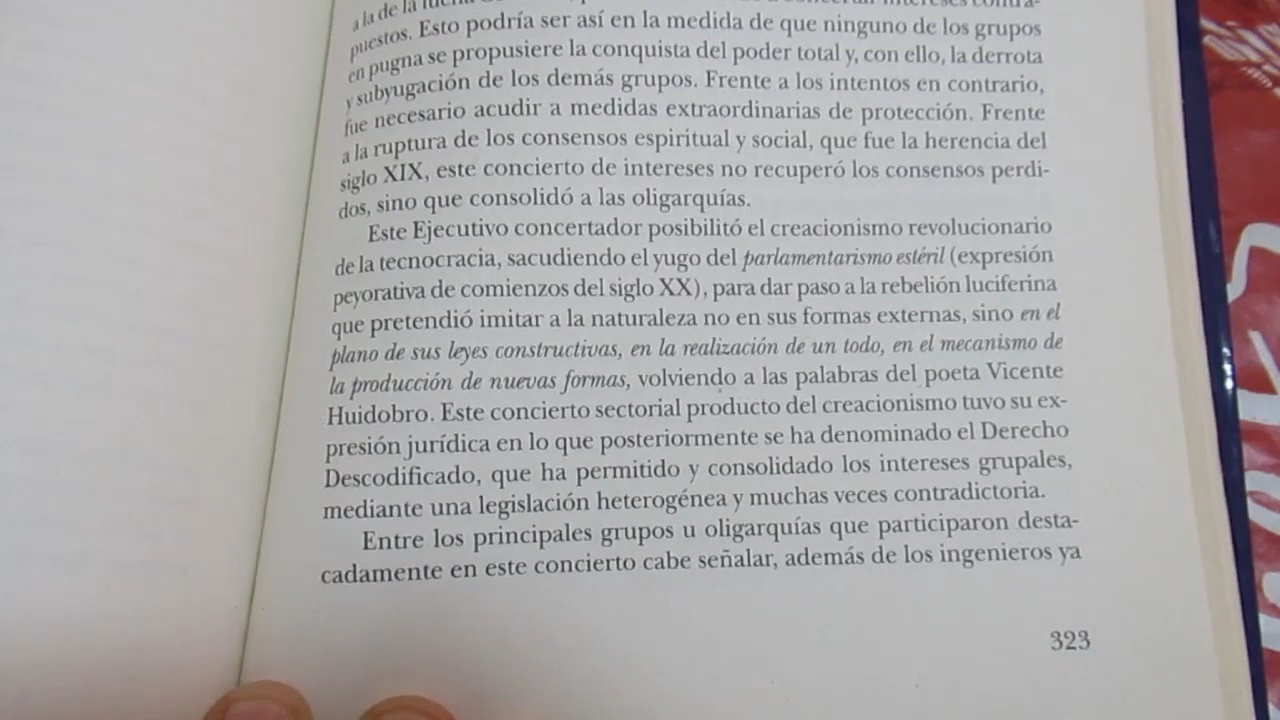 a la de la
puestos. Esto podría ser así en la medida de que ninguno de los grupos
en pugna se propusiere la conquista del poder total y, con ello, la derrota
y subyugación de los demás grupos. Frente a los intentos en contrario,
fue necesario acudir a medidas extraordinarias de protección. Frente
a la ruptura de los consensos espiritual y social, que fue la herencia del
siglo XIX, este concierto de intereses no recuperó los consensos perdi-
dos, sino que consolidó a las oligarquías.
Este Ejecutivo concertador posibilitó el creacionismo revolucionario
de la tecnocracia, sacudiendo el yugo del parlamentarismo estéril (expresión
peyorativa de comienzos del siglo XX), para dar paso a la rebelión luciferina
que pretendió imitar a la naturaleza no en sus formas externas, sino en el
plano de sus leyes constructivas, en la realización de un todo, en el mecanismo de
la producción de nuevas formas, volviendo a las palabras del poeta Vicente
Huidobro. Este concierto sectorial producto del creacionismo tuvo su ex-
presión jurídica en lo que posteriormente se ha denominado el Derecho
Descodificado, que ha permitido y consolidado los intereses grupales,
mediante una legislación heterogénea y muchas veces contradictoria.
Entre los principales grupos u oligarquías que participaron desta-
cadamente en este concierto cabe señalar, además de los ingenieros ya
323